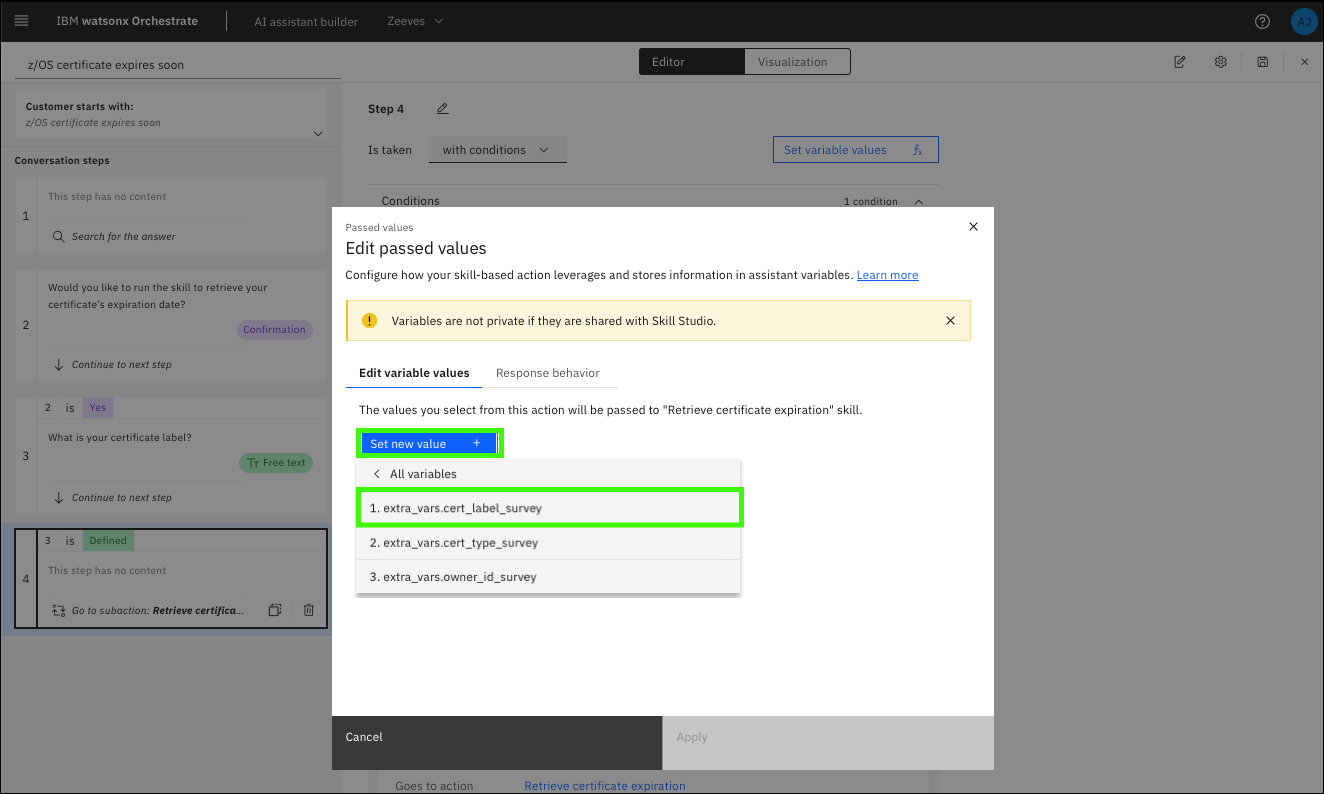 IBM watsonx Orchestrate
AI assistant builder
Zeeves
AJ
z/OS certificate expires soon
Editor
Visualization
Customer starts with:
z/OS certificate expires soon
Conversation steps
1
This step has no content
Search for the answer
2
Would you like to run the skill to retrieve your
certificate's expiration date?
Confirmation
Continue to next step
2 is Yes
3
What is your certificate label?
Free text
Continue to next step
3 is Defined
4
This step has no content
Go to subaction: Retrieve certifica...
Step 4
Is taken
with conditions
Set variable values
Conditions
1 condition
Passed values
Edit passed values
Configure how your skill-based action leverages and stores information in assistant variables. Learn more
Variables are not private if they are shared with Skill Studio.
Edit variable values
Response behavior
The values you select from this action will be passed to "Retrieve certificate expiration" skill.
Set new value +
All variables
1. extra_vars.cert_label_survey
2. extra_vars.cert_type_survey
3. extra_vars.owner_id_survey
Cancel
Apply
Goes to action
Retrieve certificate expiration